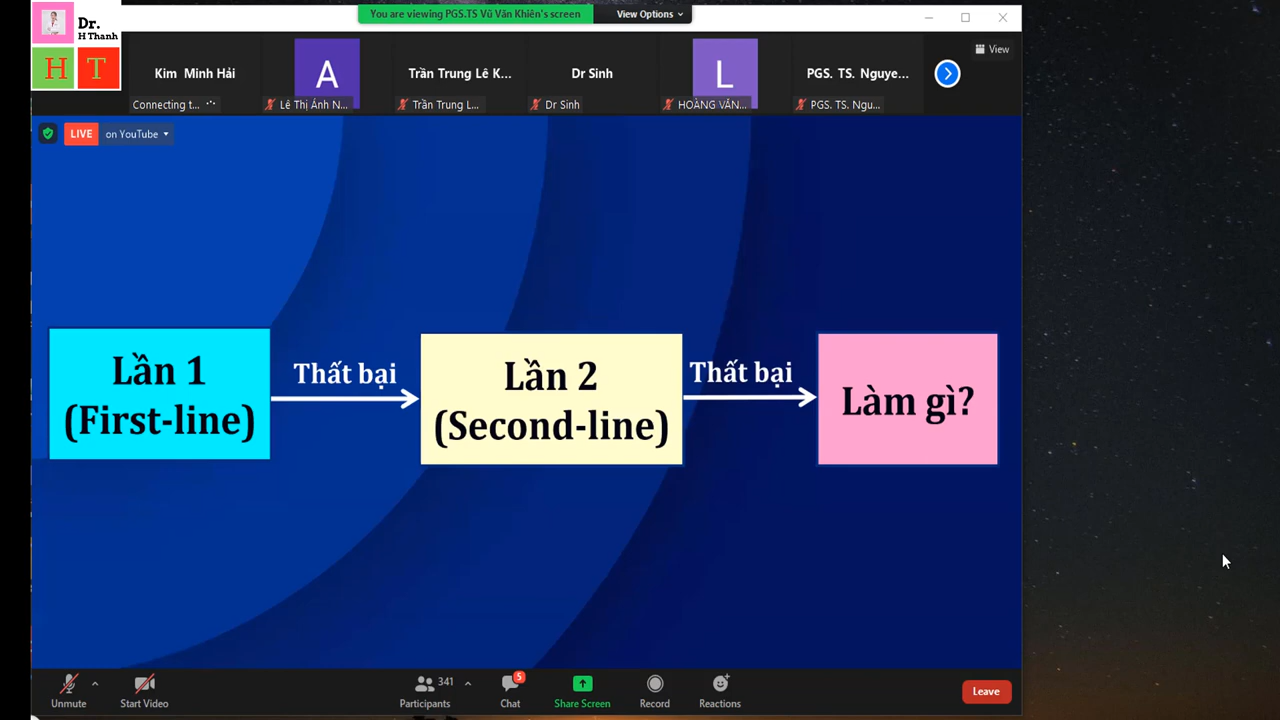 Dr.
H Thanh
H T
You are viewing PGS.TS Vũ Văn Khiên's screen
View Options
View
Kim Minh Hải
A
Trần Trung Lê K...
Dr Sinh
L
PGS. TS. Nguye...
Connecting t...
Lê Thị Ánh N...
Trần Trung L...
Dr Sinh
HOÀNG VĂN...
PGS. TS. Ngu...
LIVE
on YouTube
Lần 1
(First-line)
Thất bại
Lần 2
(Second-line)
Thất bại
Làm gì?
Unmute
Start Video
341
Participants
5
Chat
Share Screen
Record
Reactions
Leave